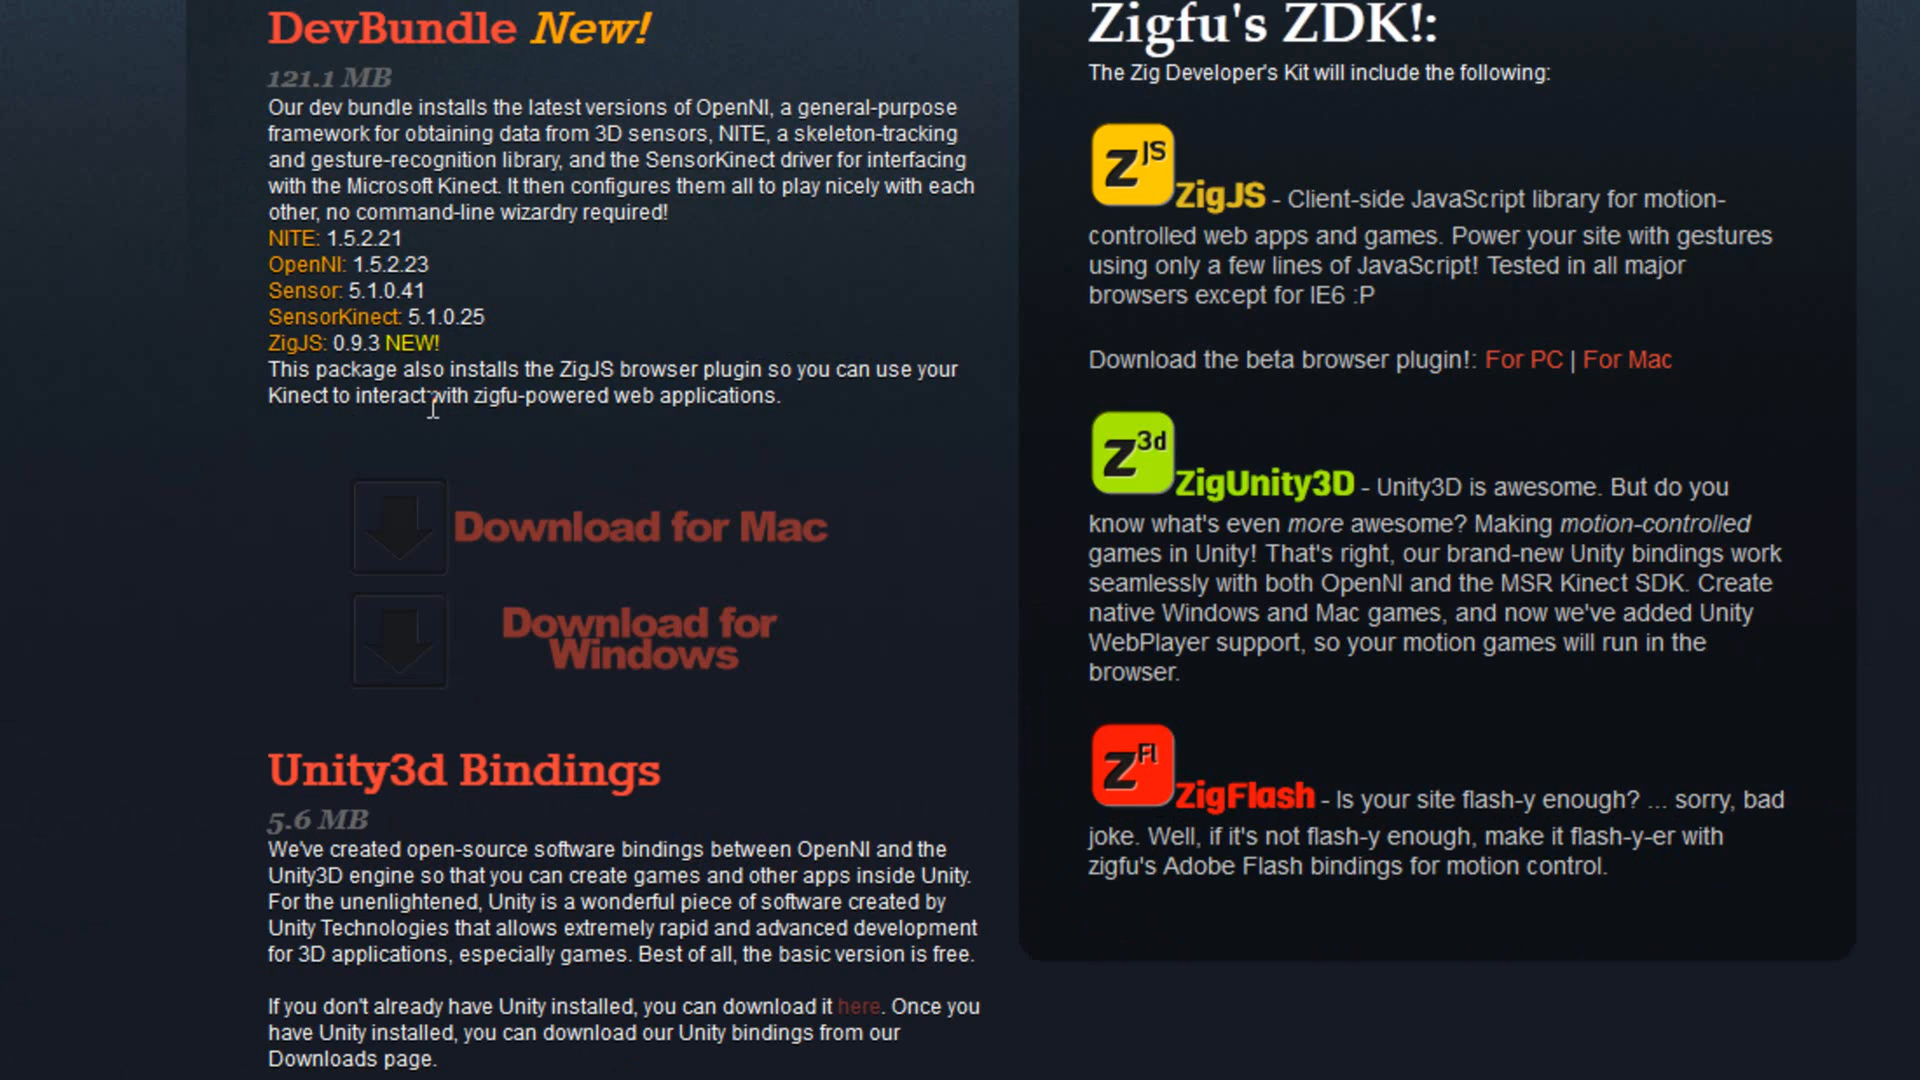 DevBundle New!
121.1 MB
Our dev bundle installs the latest versions of OpenNI, a general-purpose
framework for obtaining data from 3D sensors, NITE, a skeleton-tracking
and gesture-recognition library, and the SensorKinect driver for interfacing
with the Microsoft Kinect. It then configures them all to play nicely with each
other, no command-line wizardry required!
NITE: 1.5.2.21
OpenNI: 1.5.2.23
Sensor: 5.1.0.41
SensorKinect: 5.1.0.25
ZigJS: 0.9.3 NEW!
This package also installs the ZigJS browser plugin so you can use your
Kinect to interact with zigfu-powered web applications.
Download for Mac
Download for
Windows
Unity3d Bindings
5.6 MB
We've created open-source software bindings between OpenNI and the
Unity3D engine so that you can create games and other apps inside Unity.
For the unenlightened, Unity is a wonderful piece of software created by
Unity Technologies that allows extremely rapid and advanced development
for 3D applications, especially games. Best of all, the basic version is free.
If you don't already have Unity installed, you can download it here. Once you
have Unity installed, you can download our Unity bindings from our
Downloads page.
Zigfu's ZDK!:
The Zig Developer's Kit will include the following:
Z JS
ZigJS - Client-side JavaScript library for motion-
controlled web apps and games. Power your site with gestures
using only a few lines of JavaScript! Tested in all major
browsers except for IE6 :P
Download the beta browser plugin!: For PC | For Mac
Z 3d
ZigUnity3D - Unity3D is awesome. But do you
know what's even more awesome? Making motion-controlled
games in Unity! That's right, our brand-new Unity bindings work
seamlessly with both OpenNI and the MSR Kinect SDK. Create
native Windows and Mac games, and now we've added Unity
WebPlayer support, so your motion games will run in the
browser.
Z Fl
ZigFlash - Is your site flash-y enough? ... sorry, bad
joke. Well, if it's not flash-y enough, make it flash-y-er with
zigfu's Adobe Flash bindings for motion control.